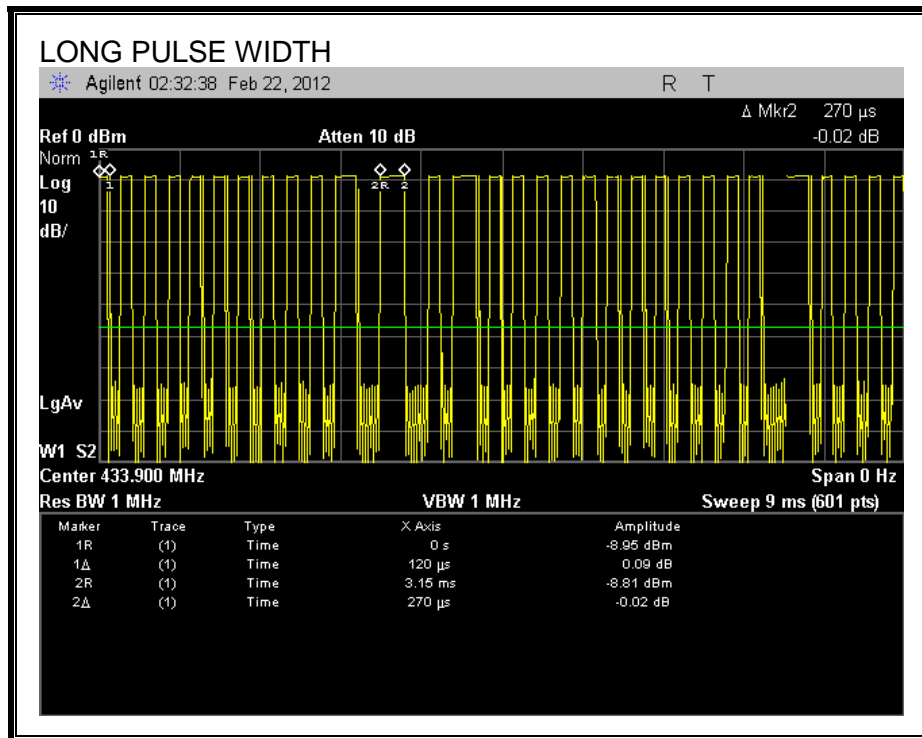 LONG PULSE WIDTH
Agilent 02:32:38 Feb 22, 2012 R T
Δ Mkr2 270 µs
Ref 0 dBm Atten 10 dB -0.02 dB
Norm
Log
10
dB/
1R
1
2R 2
LgAv
W1 S2
Center 433.900 MHz Span 0 Hz
Res BW 1 MHz VBW 1 MHz Sweep 9 ms (601 pts)
Marker Trace Type X Axis Amplitude
1R (1) Time 0 s -8.95 dBm
1Δ (1) Time 120 µs 0.09 dB
2R (1) Time 3.15 ms -8.81 dBm
2Δ (1) Time 270 µs -0.02 dB